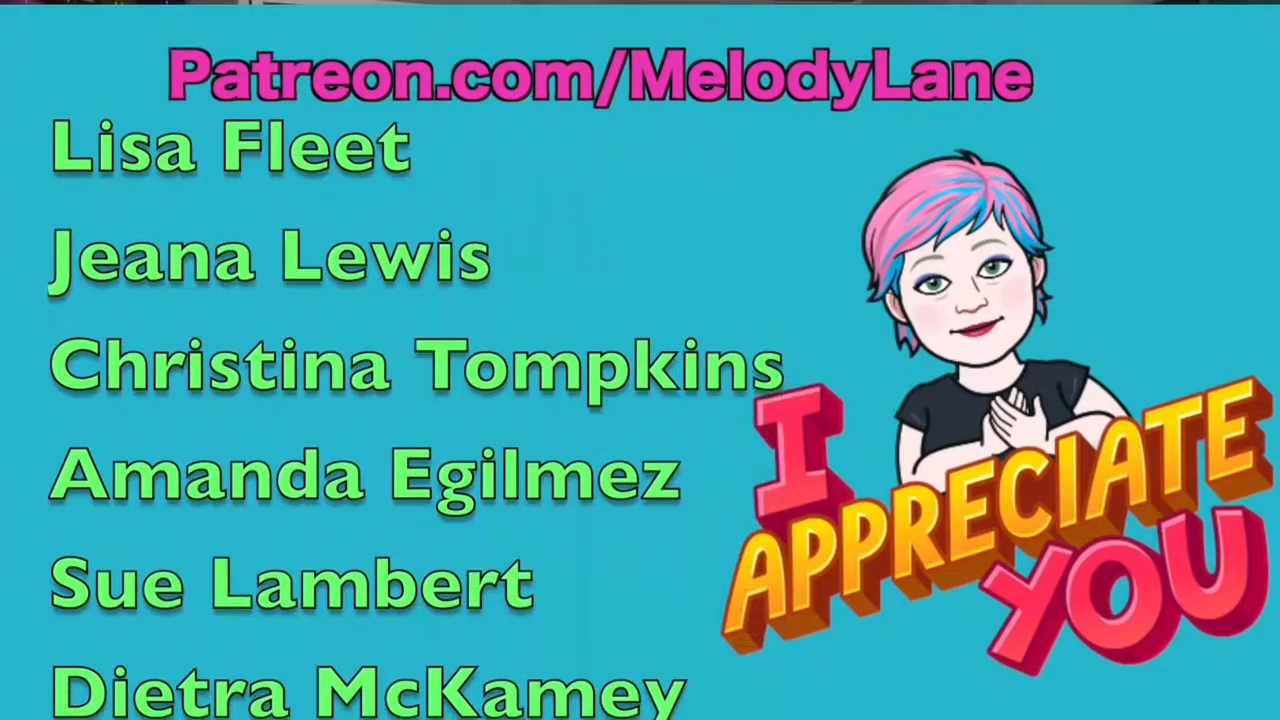 Patreon.com/MelodyLane
Lisa Fleet
Jeana Lewis
Christina Tompkins
Amanda Egilmez
Sue Lambert
Dietra McKamey
I
APPRECIATE
YOU